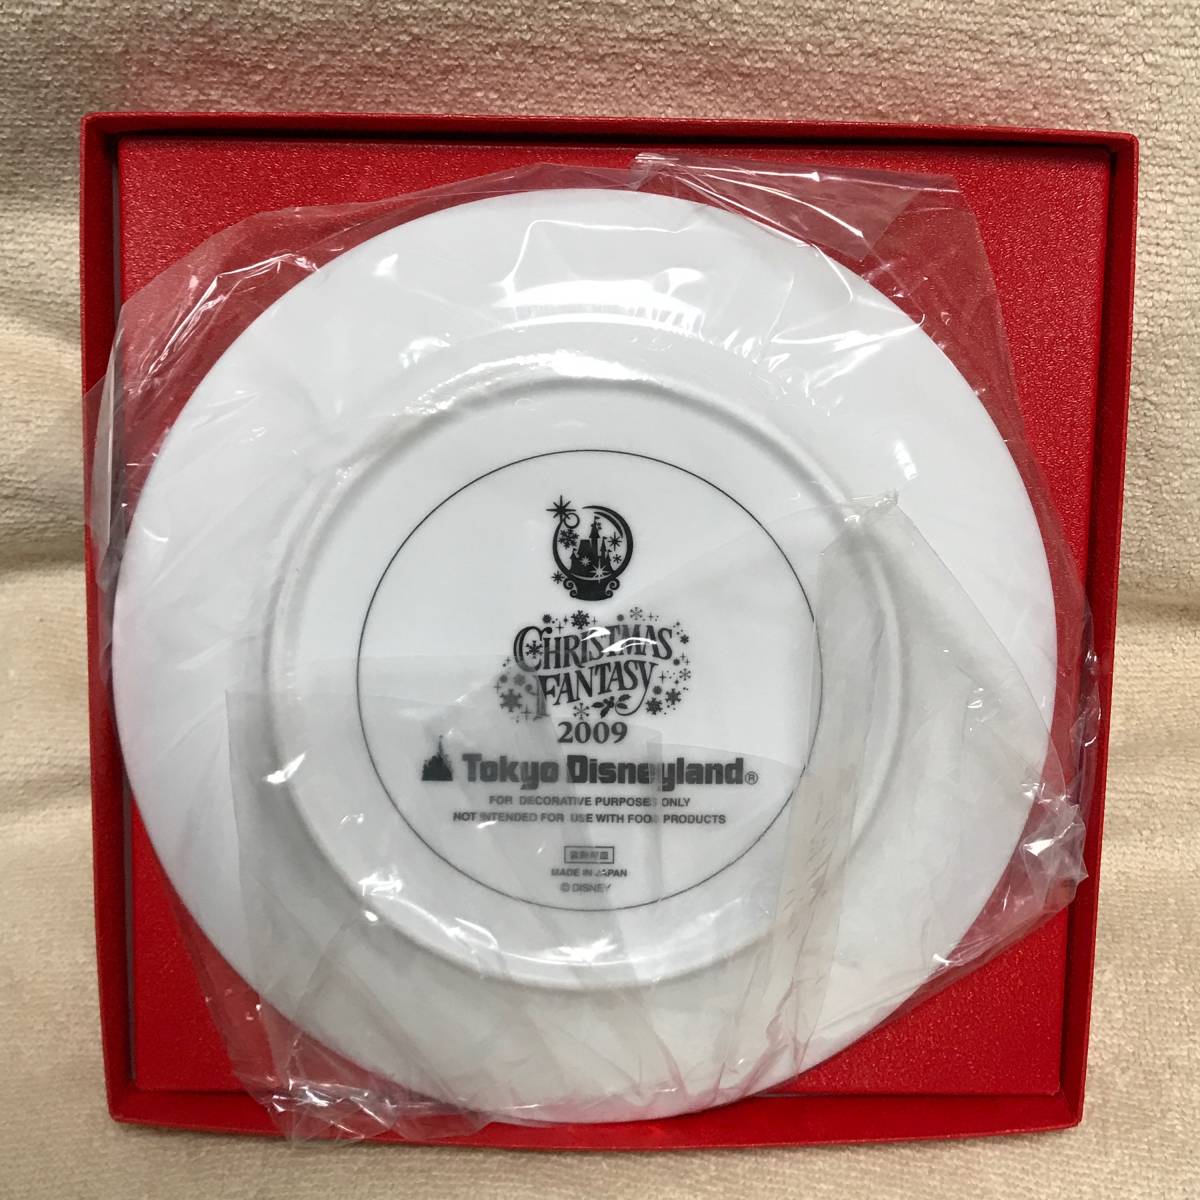 CHRISTMAS
FANTASY
2009
Tokyo Disneyland®
FOR DECORATIVE PURPOSES ONLY
NOT INTENDED FOR USE WITH FOOD PRODUCTS
MADE IN JAPAN
© DISNEY